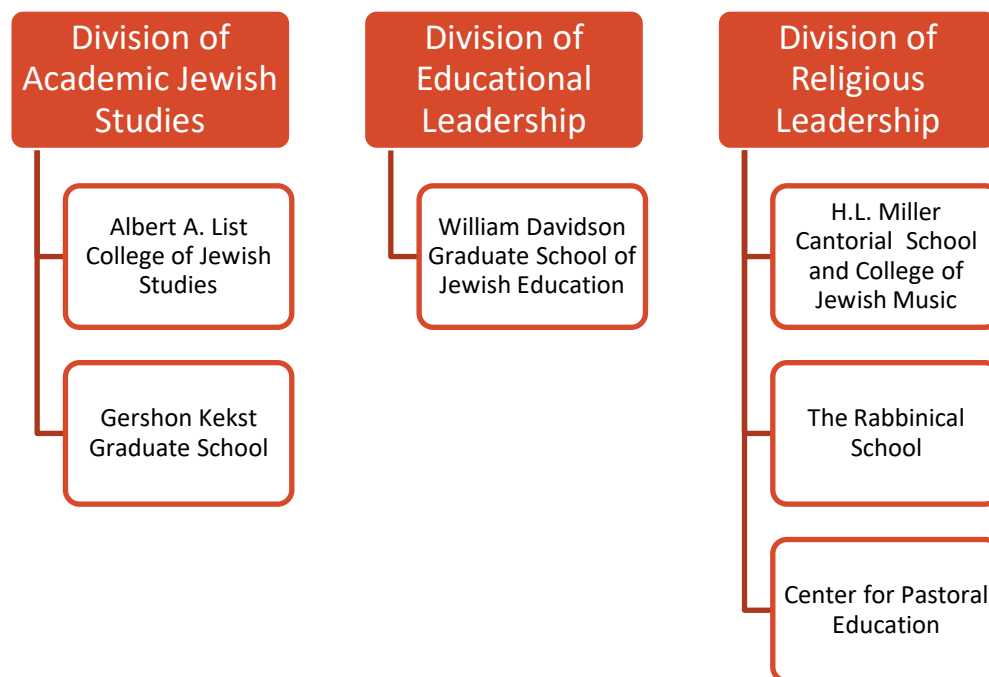 Division of
Academic Jewish
Studies
Albert A. List
College of Jewish
Studies
Gershon Kekst
Graduate School
Division of
Educational
Leadership
William Davidson
Graduate School of
Jewish Education
Division of
Religious
Leadership
H.L. Miller
Cantorial School
and College of
Jewish Music
The Rabbinical
School
Center for Pastoral
Education